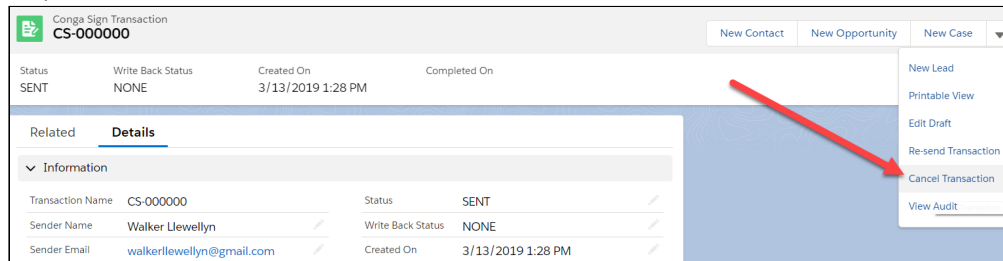 Conga Sign Transaction
CS-000000
New Contact New Opportunity New Case
Status Write Back Status Created On Completed On
SENT NONE 3/13/2019 1:28 PM
New Lead
Printable View
Edit Draft
Re-send Transaction
Cancel Transaction
View Audit
Related Details
Information
Transaction Name CS-000000 Status SENT
Sender Name Walker Llewellyn Write Back Status NONE
Sender Email walkerllewellyn@gmail.com Created On 3/13/2019 1:28 PM